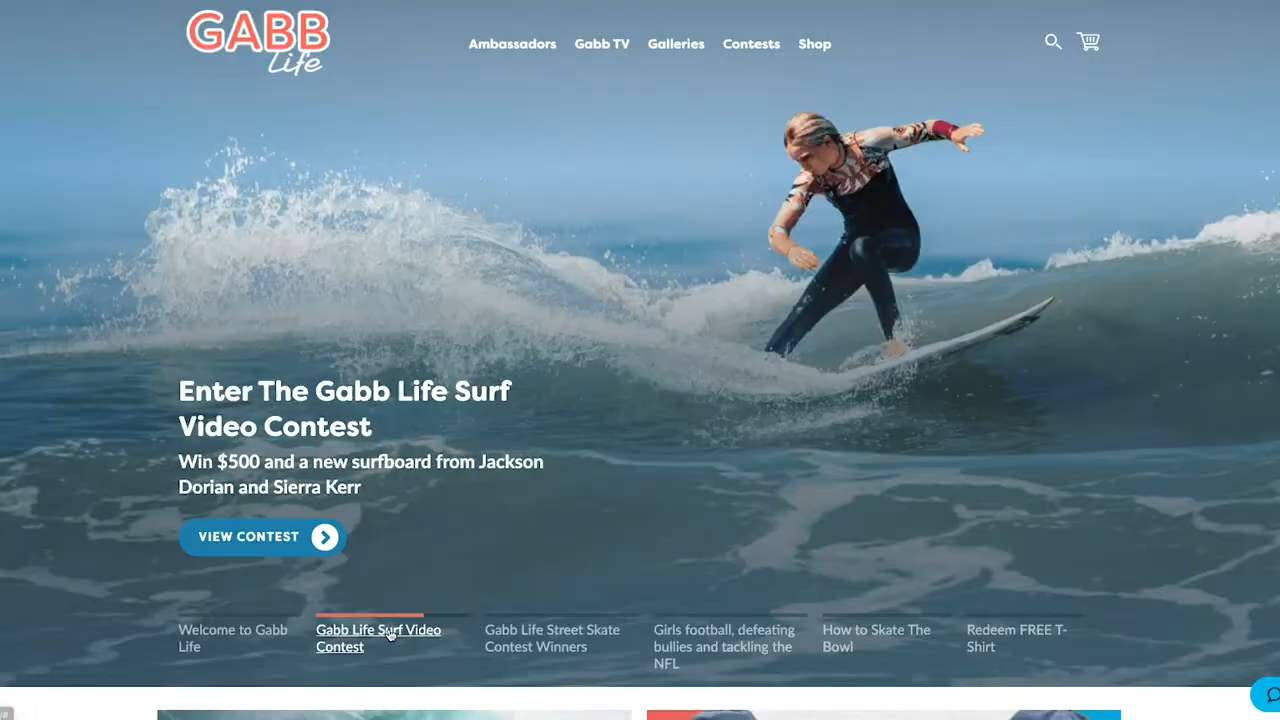 GABB
Life
Ambassadors
Gabb TV
Galleries
Contests
Shop
Enter The Gabb Life Surf
Video Contest
Win $500 and a new surfboard from Jackson
Dorian and Sierra Kerr
VIEW CONTEST
Welcome to Gabb
Life
Gabb Life Surf Video
Contest
Gabb Life Street Skate
Contest Winners
Girls football, defeating
bullies and tackling the
NFL
How to Skate The
Bowl
Redeem FREE T-
Shirt
/#